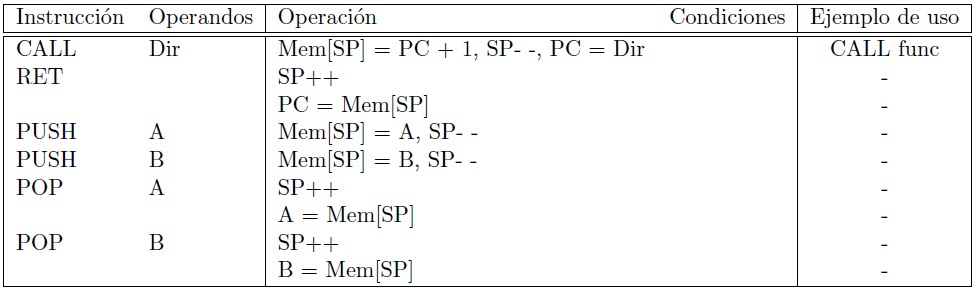 Instrucción Operandos Operación Condiciones Ejemplo de uso
CALL Dir Mem[SP] = PC + 1, SP- -, PC = Dir CALL func
RET SP++ -
PC = Mem[SP] -
PUSH A Mem[SP] = A, SP- - -
PUSH B Mem[SP] = B, SP- - -
POP A SP++ -
A = Mem[SP] -
POP B SP++ -
B = Mem[SP] -